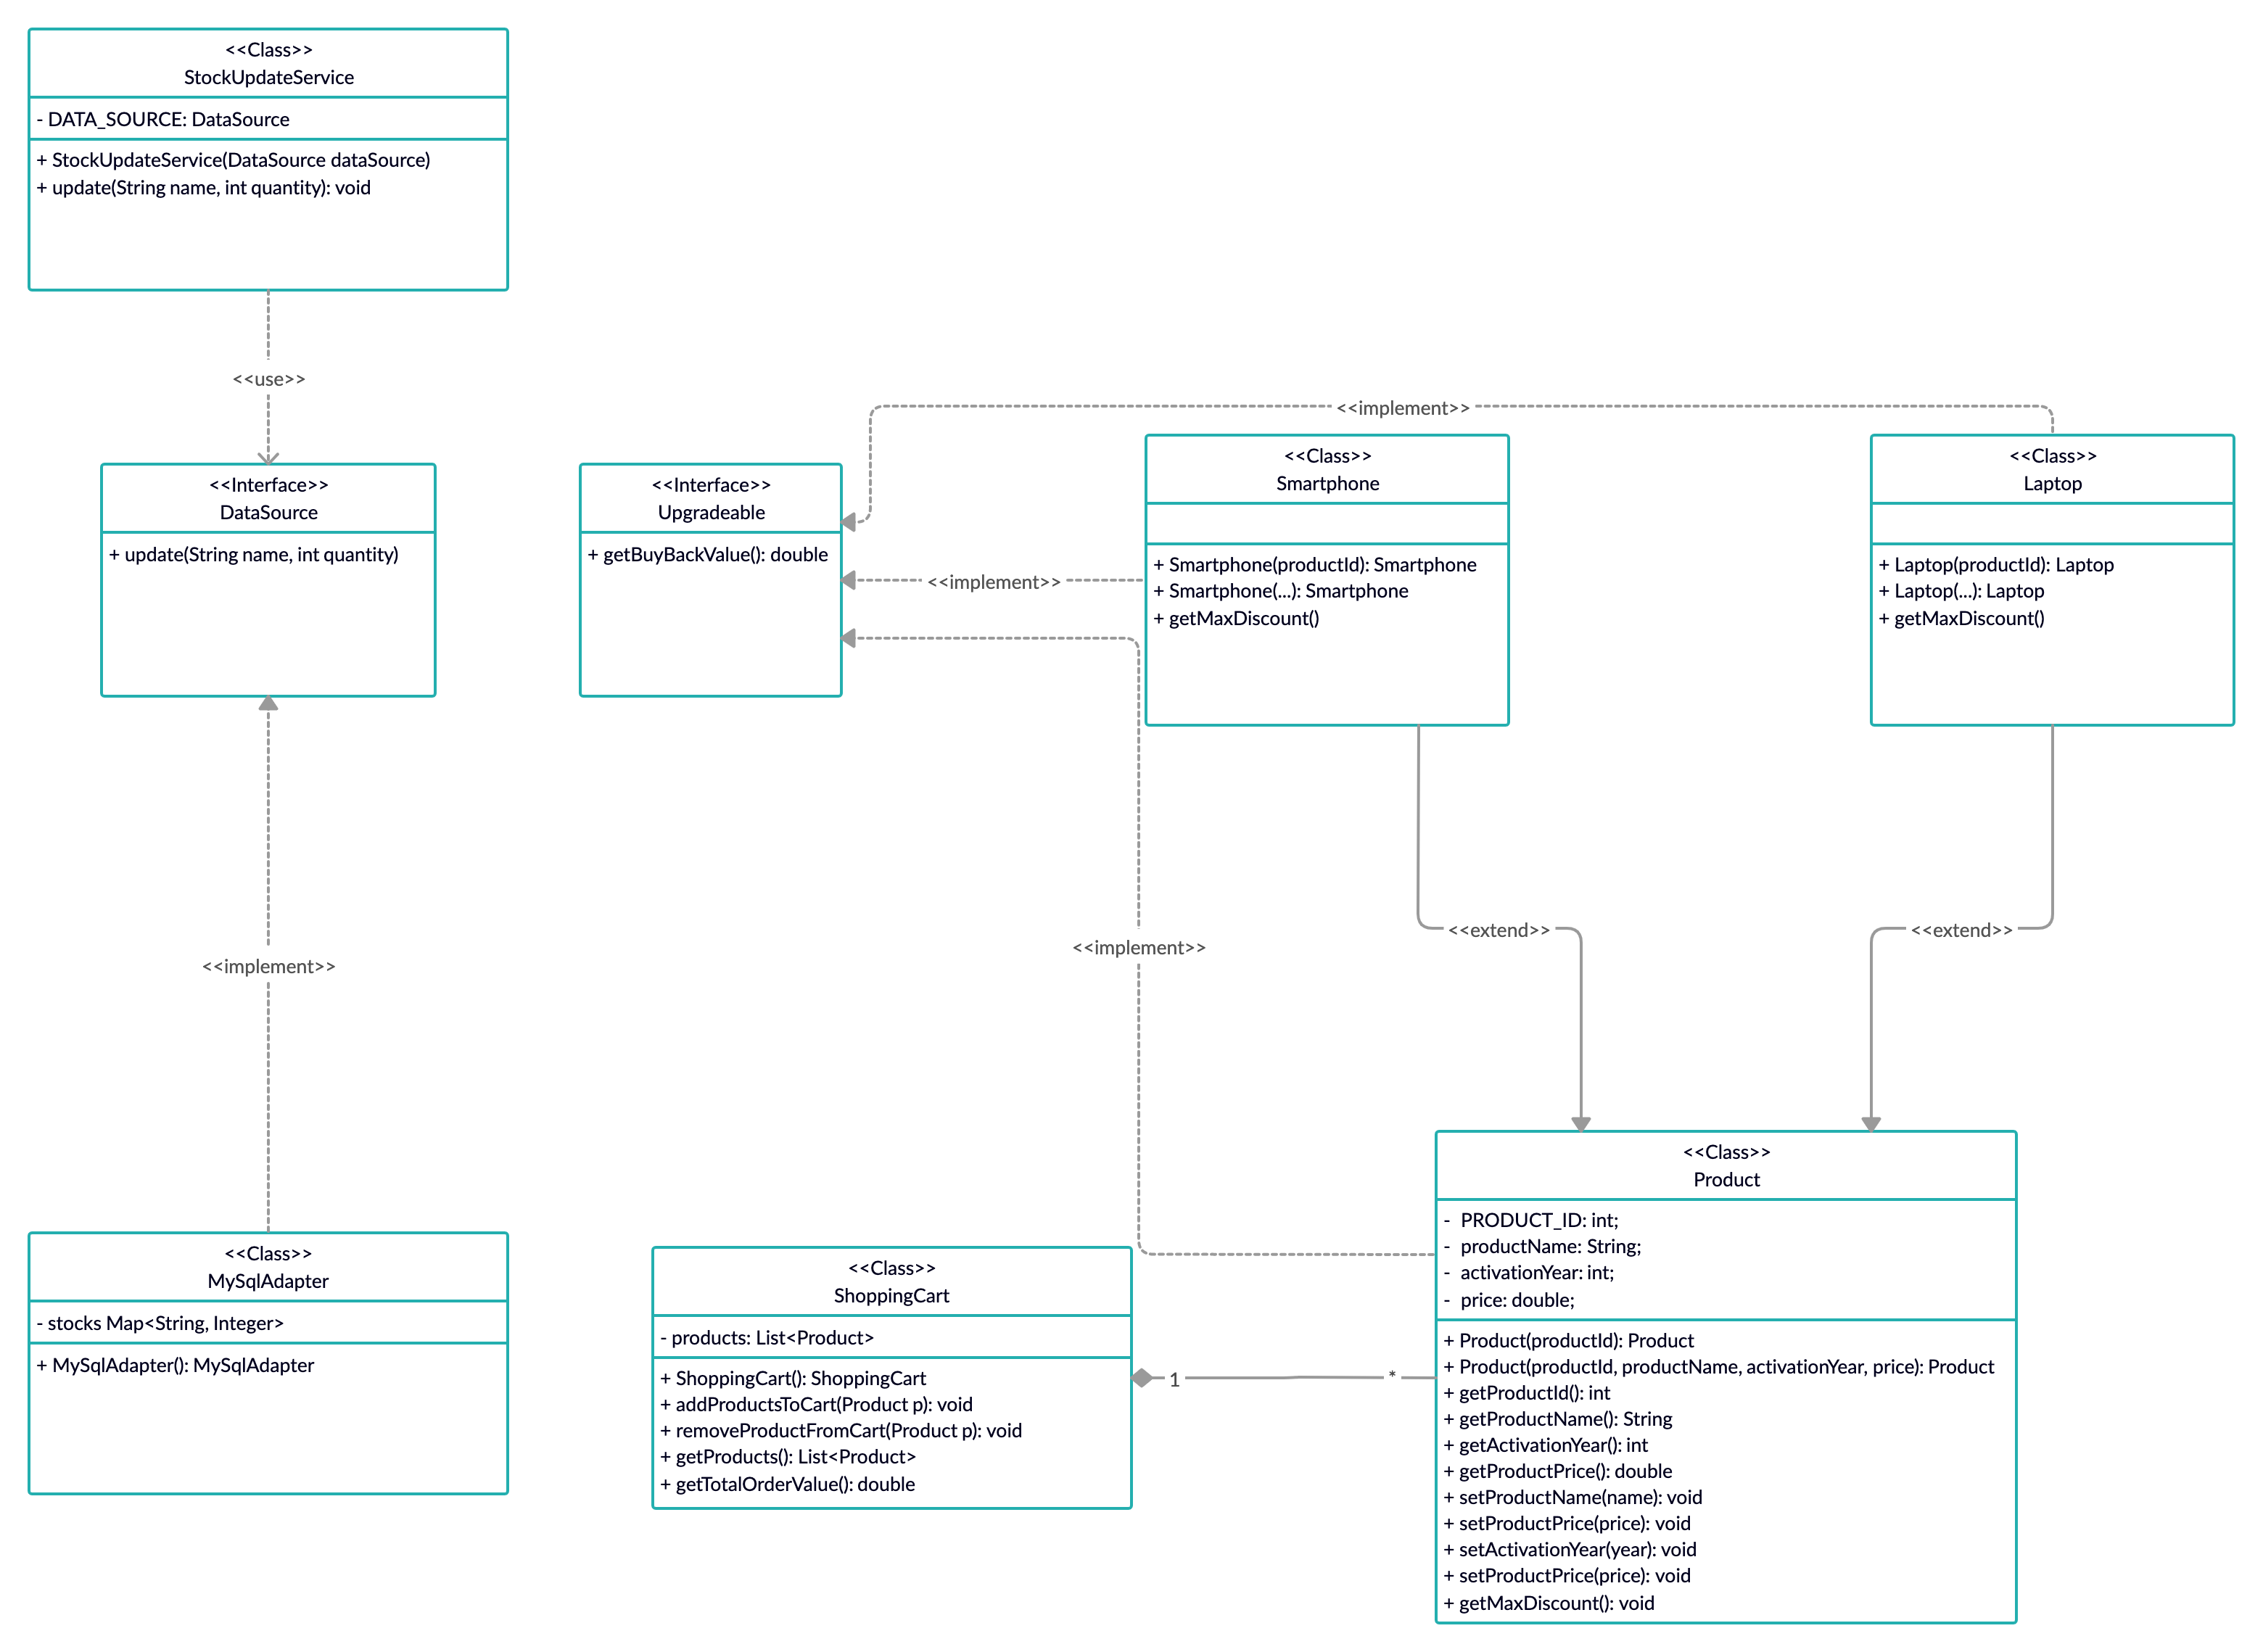 <<Class>>
StockUpdateService
- DATA_SOURCE: DataSource
+ StockUpdateService(DataSource dataSource)
+ update(String name, int quantity): void
<<use>>
<<Interface>>
DataSource
+ update(String name, int quantity)
<<implement>>
<<Class>>
MySqlAdapter
- stocks Map<String, Integer>
+ MySqlAdapter(): MySqlAdapter
<<Interface>>
Upgradeable
+ getBuyBackValue(): double
<<implement>>
<<implement>>
<<implement>>
<<Class>>
Smartphone
+ Smartphone(productId): Smartphone
+ Smartphone(...): Smartphone
+ getMaxDiscount()
<<Class>>
Laptop
+ Laptop(productId): Laptop
+ Laptop(...): Laptop
+ getMaxDiscount()
<<extend>>
<<extend>>
<<Class>>
ShoppingCart
- products: List<Product>
+ ShoppingCart(): ShoppingCart
+ addProductsToCart(Product p): void
+ removeProductFromCart(Product p): void
+ getProducts(): List<Product>
+ getTotalOrderValue(): double
1
*
<<Class>>
Product
- PRODUCT_ID: int;
- productName: String;
- activationYear: int;
- price: double;
+ Product(productId): Product
+ Product(productId, productName, activationYear, price): Product
+ getProductId(): int
+ getProductName(): String
+ getActivationYear(): int
+ getProductPrice(): double
+ setProductName(name): void
+ setProductPrice(price): void
+ setActivationYear(year): void
+ setProductPrice(price): void
+ getMaxDiscount(): void